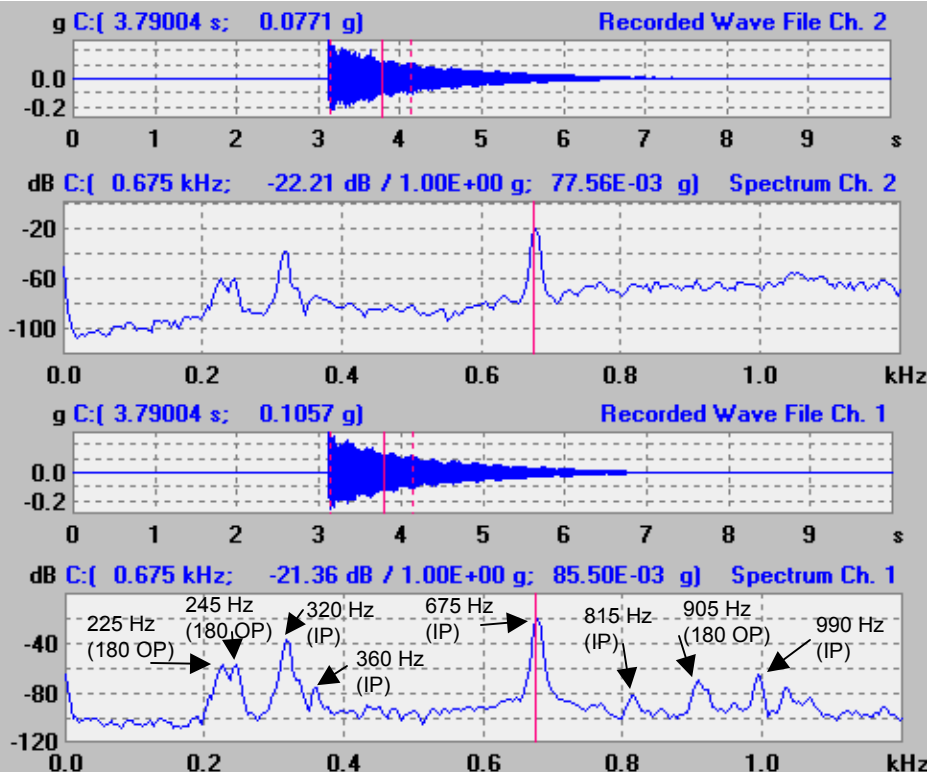 g C:( 3.79004 s; 0.0771 g) Recorded Wave File Ch. 2
0.0
-0.2
0 1 2 3 4 5 6 7 8 9 s
dB C:( 0.675 kHz; -22.21 dB / 1.00E+00 g; 77.56E-03 g) Spectrum Ch. 2
-20
-60
-100
0.0 0.2 0.4 0.6 0.8 1.0 kHz
g C:( 3.79004 s; 0.1057 g) Recorded Wave File Ch. 1
0.0
-0.2
0 1 2 3 4 5 6 7 8 9 s
dB C:( 0.675 kHz; -21.36 dB / 1.00E+00 g; 85.50E-03 g) Spectrum Ch. 1
225 Hz
(180 OP)
245 Hz
(180 OP)
320 Hz
(IP)
360 Hz
(IP)
675 Hz
(IP)
815 Hz
(IP)
905 Hz
(180 OP)
990 Hz
(IP)
-40
-80
-120
0.0 0.2 0.4 0.6 0.8 1.0 kHz